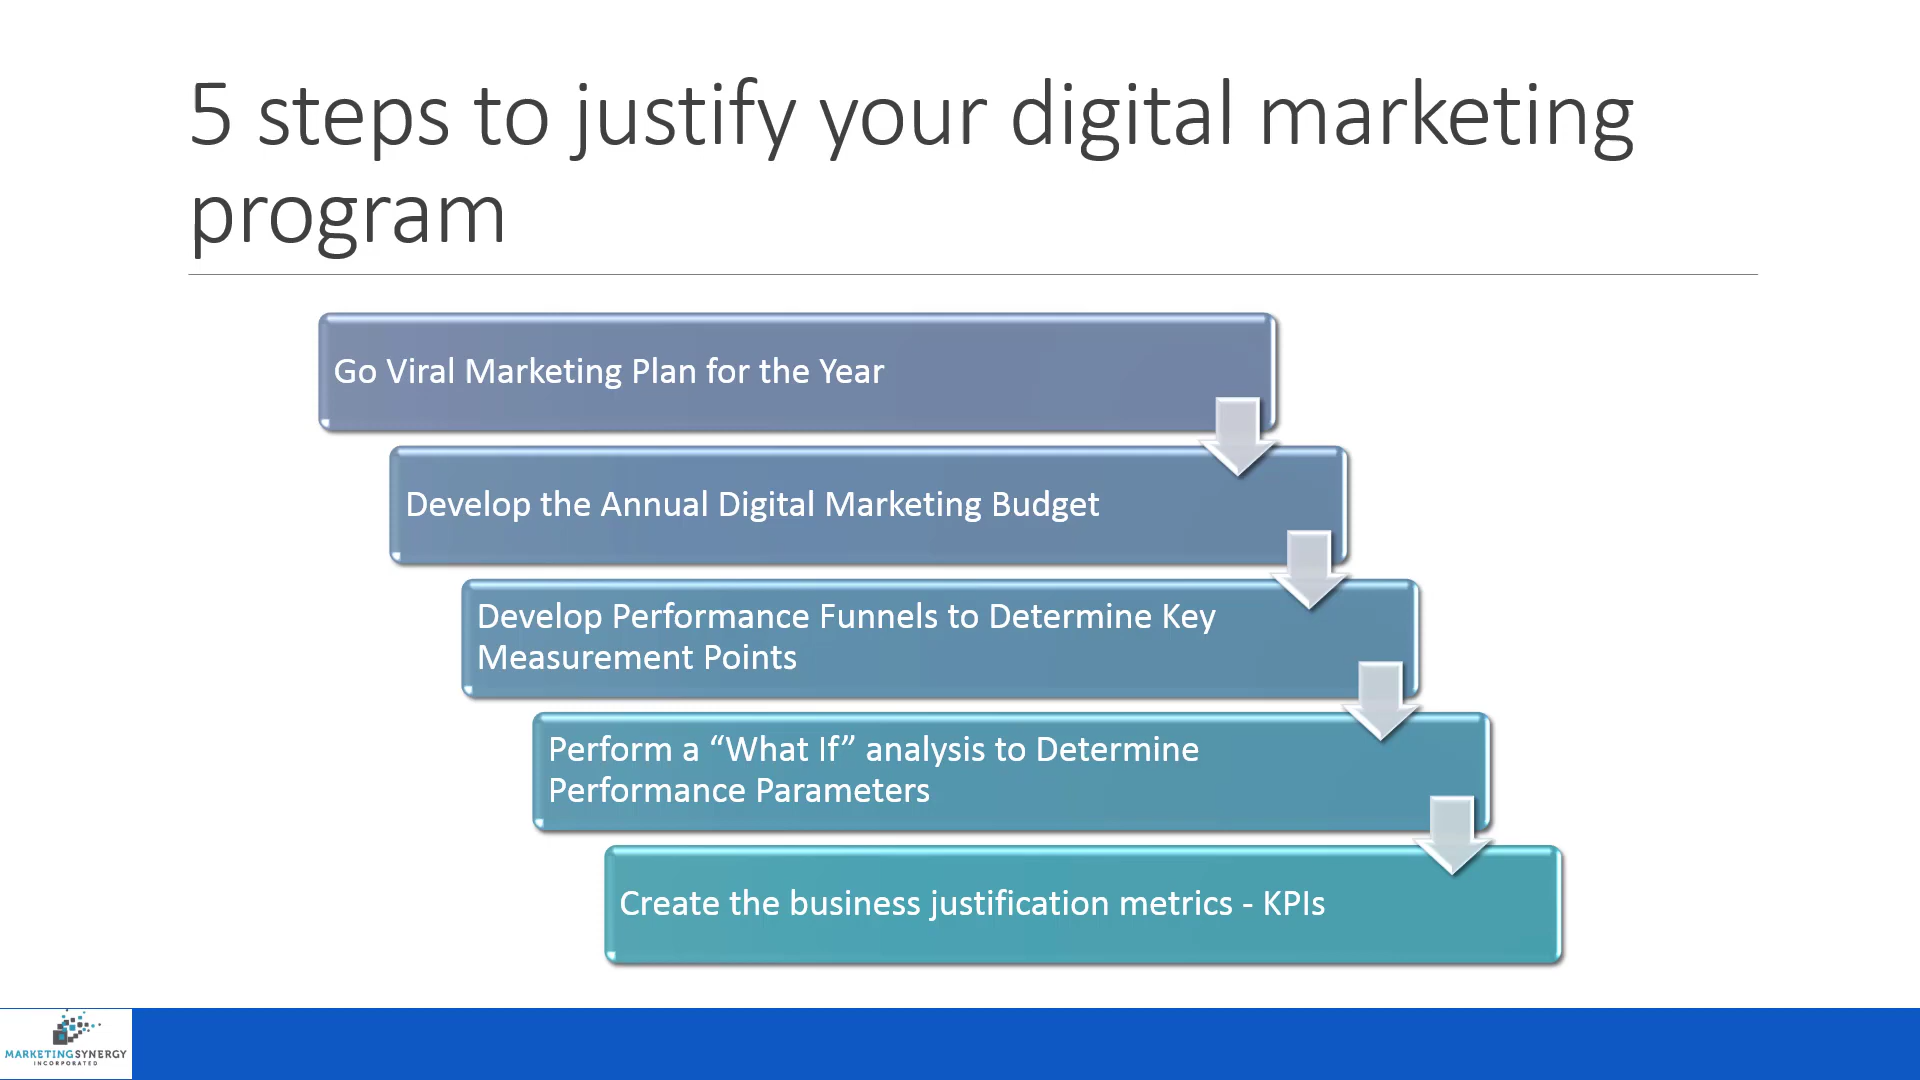 5 steps to justify your digital marketing
program
Go Viral Marketing Plan for the Year
Develop the Annual Digital Marketing Budget
Develop Performance Funnels to Determine Key
Measurement Points
Perform a “What If” analysis to Determine
Performance Parameters
Create the business justification metrics - KPIs
MARKETINGSYNERGY
INCORPORATED